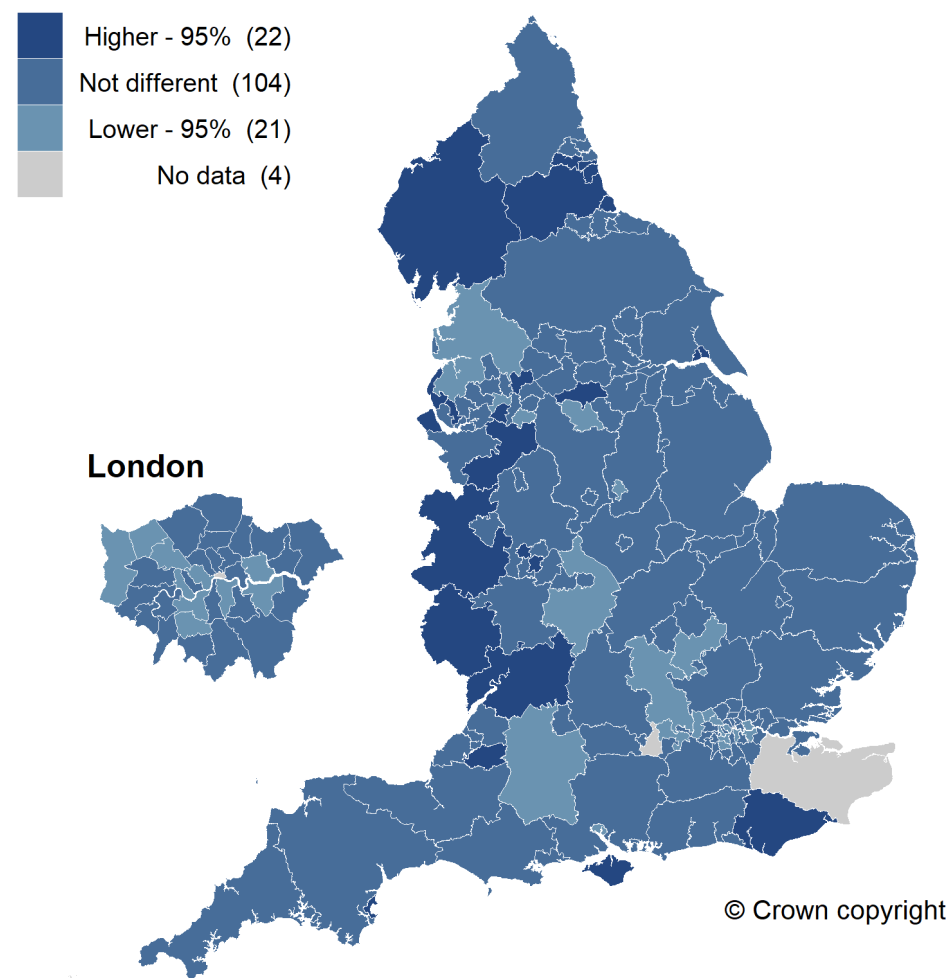 Higher - 95% (22)
Not different (104)
Lower - 95% (21)
No data (4)
London
© Crown copyright